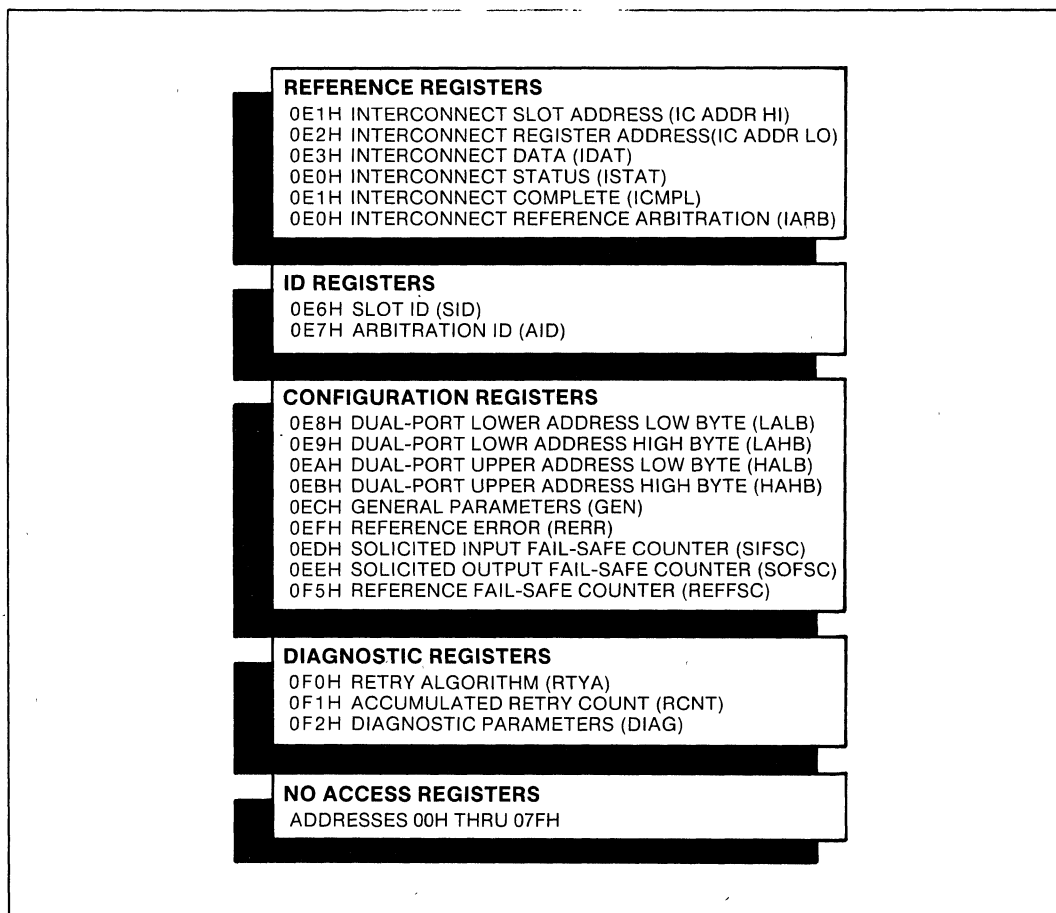 REFERENCE REGISTERS
0E1H INTERCONNECT SLOT ADDRESS (IC ADDR HI)
0E2H INTERCONNECT REGISTER ADDRESS(IC ADDR LO)
0E3H INTERCONNECT DATA (IDAT)
0E0H INTERCONNECT STATUS (ISTAT)
0E1H INTERCONNECT COMPLETE (ICMPL)
0E0H INTERCONNECT REFERENCE ARBITRATION (IARB)
ID REGISTERS
0E6H SLOT ID (SID)
0E7H ARBITRATION ID (AID)
CONFIGURATION REGISTERS
0E8H DUAL-PORT LOWER ADDRESS LOW BYTE (LALB)
0E9H DUAL-PORT LOWR ADDRESS HIGH BYTE (LAHB)
0EAH DUAL-PORT UPPER ADDRESS LOW BYTE (HALB)
0EBH DUAL-PORT UPPER ADDRESS HIGH BYTE (HAHB)
0ECH GENERAL PARAMETERS (GEN)
0EFH REFERENCE ERROR (RERR)
0EDH SOLICITED INPUT FAIL-SAFE COUNTER (SIFSC)
0EEH SOLICITED OUTPUT FAIL-SAFE COUNTER (SOFSC)
0F5H REFERENCE FAIL-SAFE COUNTER (REFFSC)
DIAGNOSTIC REGISTERS
0F0H RETRY ALGORITHM (RTYA)
0F1H ACCUMULATED RETRY COUNT (RCNT)
0F2H DIAGNOSTIC PARAMETERS (DIAG)
NO ACCESS REGISTERS
ADDRESSES 00H THRU 07FH